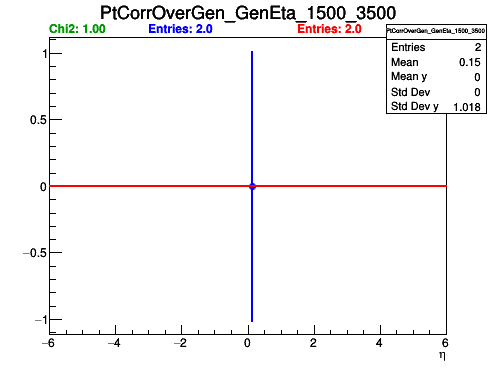 PtCorrOverGen_GenEta_1500_3500
Chi2: 1.00 Entries: 2.0 Entries: 2.0
PtCorrOverGen_GenEta_1500_3500
Entries 2
Mean 0.15
Mean y 0
Std Dev 0
Std Dev y 1.018
1
0.5
0
−0.5
−1
−6 −4 −2 0 2 4 6
η